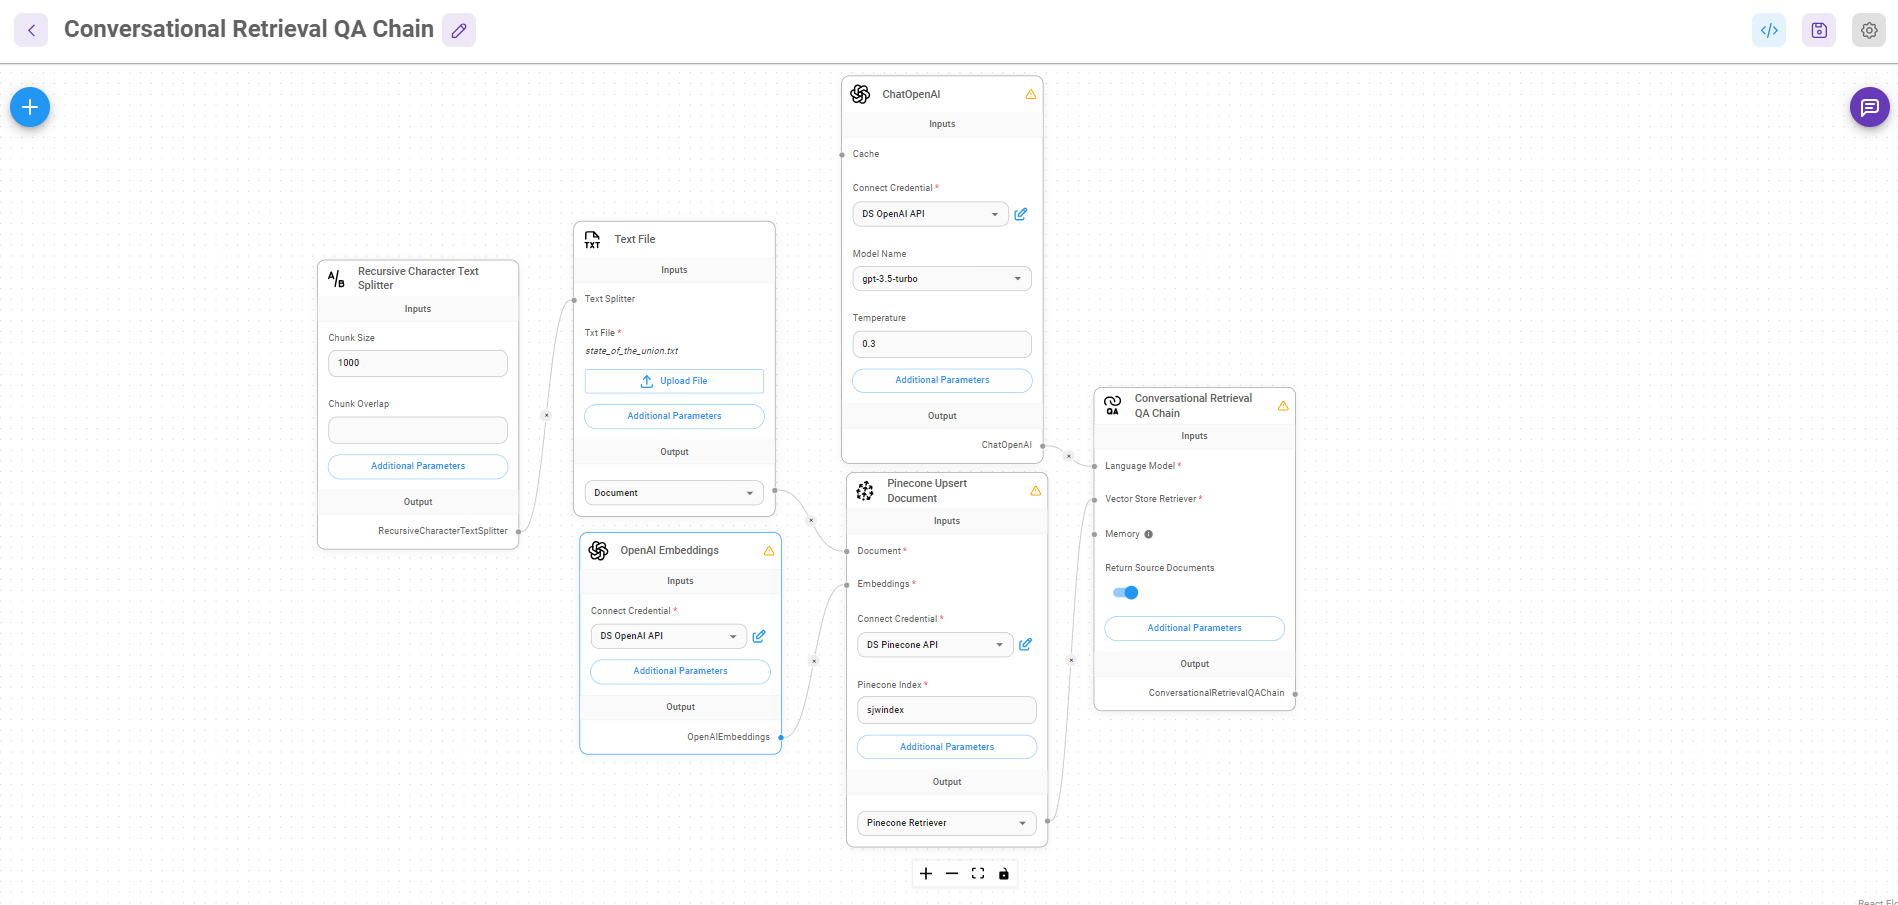 Conversational Retrieval QA Chain
Recursive Character Text
Splitter
Inputs
Chunk Size
1000
Chunk Overlap
Additional Parameters
Output
RecursiveCharacterTextSplitter
TXT
Text File
Inputs
Text Splitter
Txt File *
state_of_the_union.txt
Upload File
Additional Parameters
Output
Document
OpenAI Embeddings
Inputs
Connect Credential *
DS OpenAI API
Additional Parameters
Output
OpenAIEmbeddings
ChatOpenAI
Inputs
Cache
Connect Credential *
DS OpenAI API
Model Name
gpt-3.5-turbo
Temperature
0.3
Additional Parameters
Output
ChatOpenAI
Pinecone Upsert
Document
Inputs
Document *
Embeddings *
Connect Credential *
DS Pinecone API
Pinecone Index *
sjwindex
Additional Parameters
Output
Pinecone Retriever
QA
Conversational Retrieval
QA Chain
Inputs
Language Model *
Vector Store Retriever *
Memory
Return Source Documents
Additional Parameters
Output
ConversationalRetrievalQAChain
React Flo